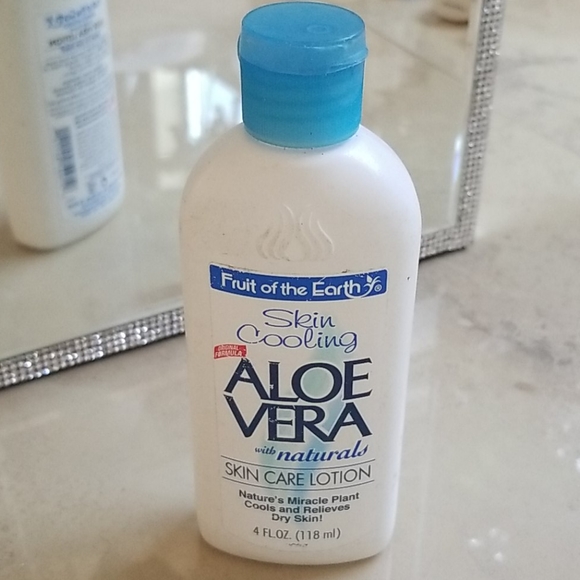 Fruit of the Earth®
Skin
Cooling
ORIGINAL
FORMULA
ALOE
VERA
with naturals
SKIN CARE LOTION
Nature's Miracle Plant
Cools and Relieves
Dry Skin!
4 FL.OZ. (118 ml)